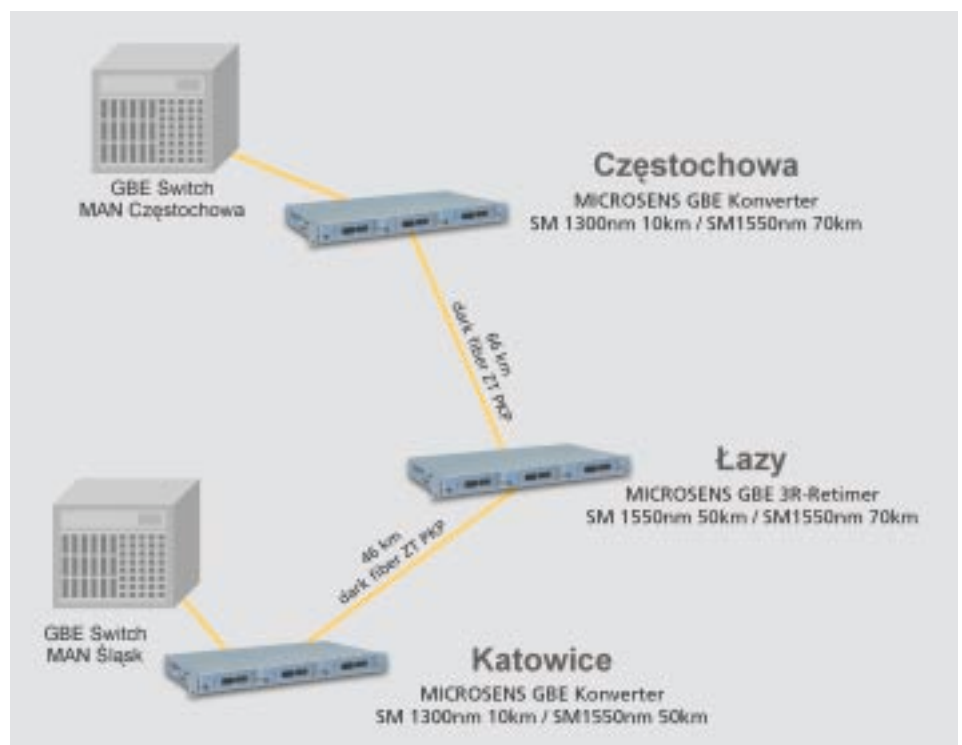 GBE Switch
MAN Częstochowa
Częstochowa
MICROSENS GBE Konverter
SM 1300nm 10km / SM1550nm 70km
66 km
dark fiber ZT PKP
Łazy
MICROSENS GBE 3R-Retimer
SM 1550nm 50km / SM1550nm 70km
46 km
dark fiber ZT PKP
GBE Switch
MAN Śląsk
Katowice
MICROSENS GBE Konverter
SM 1300nm 10km / SM1550nm 50km